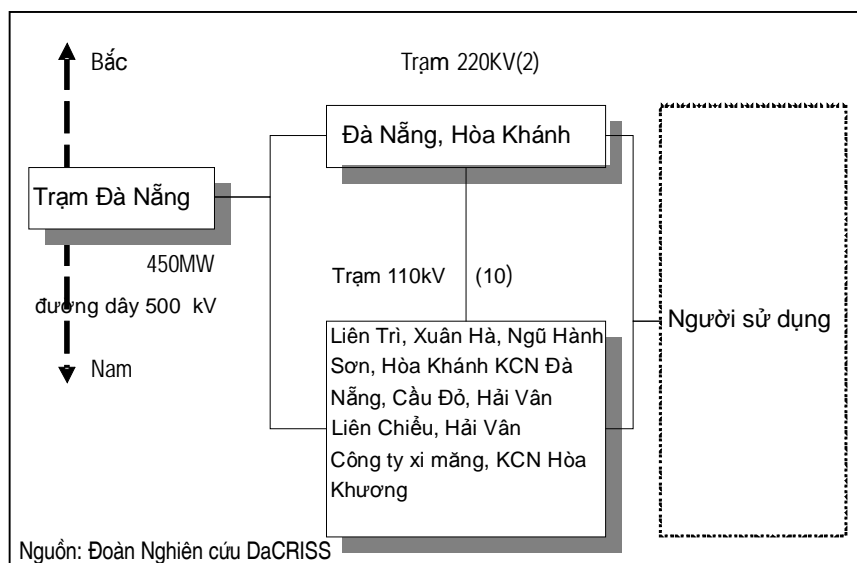 Bắc
Trạm 220KV(2)
Đà Nẵng, Hòa Khánh
Trạm Đà Nẵng
450MW
đương dây 500 kV
Trạm 110kV (10)
Nam
Liên Trì, Xuân Hà, Ngũ Hành
Sơn, Hòa Khánh KCN Đà
Nẵng, Cầu Đỏ, Hải Vân
Liên Chiểu, Hải Vân
Công ty xi măng, KCN Hòa
Khương
Người sử dụng
Nguồn: Đoàn Nghiên cứu DaCRISS